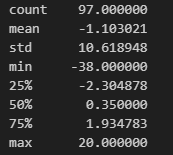 count 97.000000
mean -1.103021
std 10.618948
min -38.000000
25% -2.304878
50% 0.350000
75% 1.934783
max 20.000000